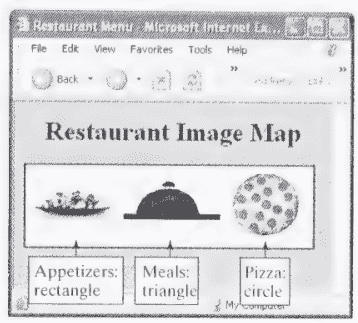 Restaurant Menu - Microsoft Internet Ex...
File Edit View Favorites Tools Help
Back
Restaurant Image Map
Appetizers:
rectangle
Meals:
triangle
Pizza:
circle
My Computer